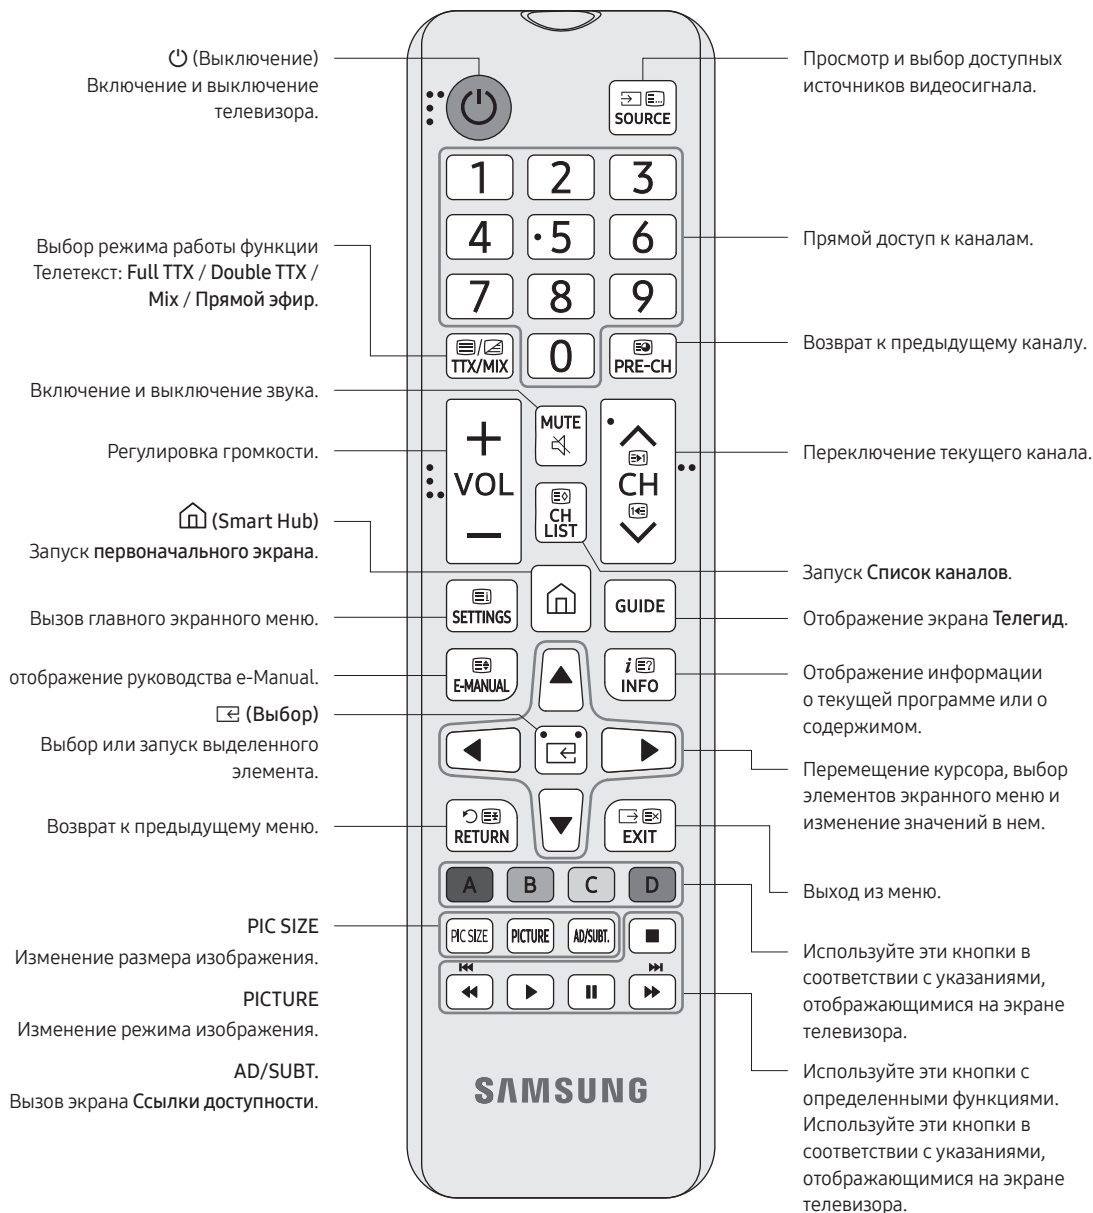 (Выключение)
Включение и выключение
телевизора.
Выбор режима работы функции
Телетекст: Full TTX / Double TTX /
Mix / Прямой эфир.
Включение и выключение звука.
Регулировка громкости.
(Smart Hub)
Запуск первоначального экрана.
Вызов главного экранного меню.
отображение руководства e-Manual.
(Выбор)
Выбор или запуск выделенного
элемента.
Возврат к предыдущему меню.
PIC SIZE
Изменение размера изображения.
PICTURE
Изменение режима изображения.
AD/SUBT.
Вызов экрана Ссылки доступности.
SOURCE
1 2 3
4 5 6
7 8 9
TTX/MIX 0 PRE-CH
MUTE
VOL
CH
CH
LIST
SETTINGS
GUIDE
E-MANUAL
INFO
RETURN
EXIT
A B C D
PIC SIZE PICTURE AD/SUBT.
SAMSUNG
Просмотр и выбор доступных
источников видеосигнала.
Прямой доступ к каналам.
Возврат к предыдущему каналу.
Переключение текущего канала.
Запуск Список каналов.
Отображение экрана Телегид.
Отображение информации
о текущей программе или о
содержимом.
Перемещение курсора, выбор
элементов экранного меню и
изменение значений в нем.
Выход из меню.
Используйте эти кнопки в
соответствии с указаниями,
отображающимися на экране
телевизора.
Используйте эти кнопки с
определенными функциями.
Используйте эти кнопки в
соответствии с указаниями,
отображающимися на экране
телевизора.